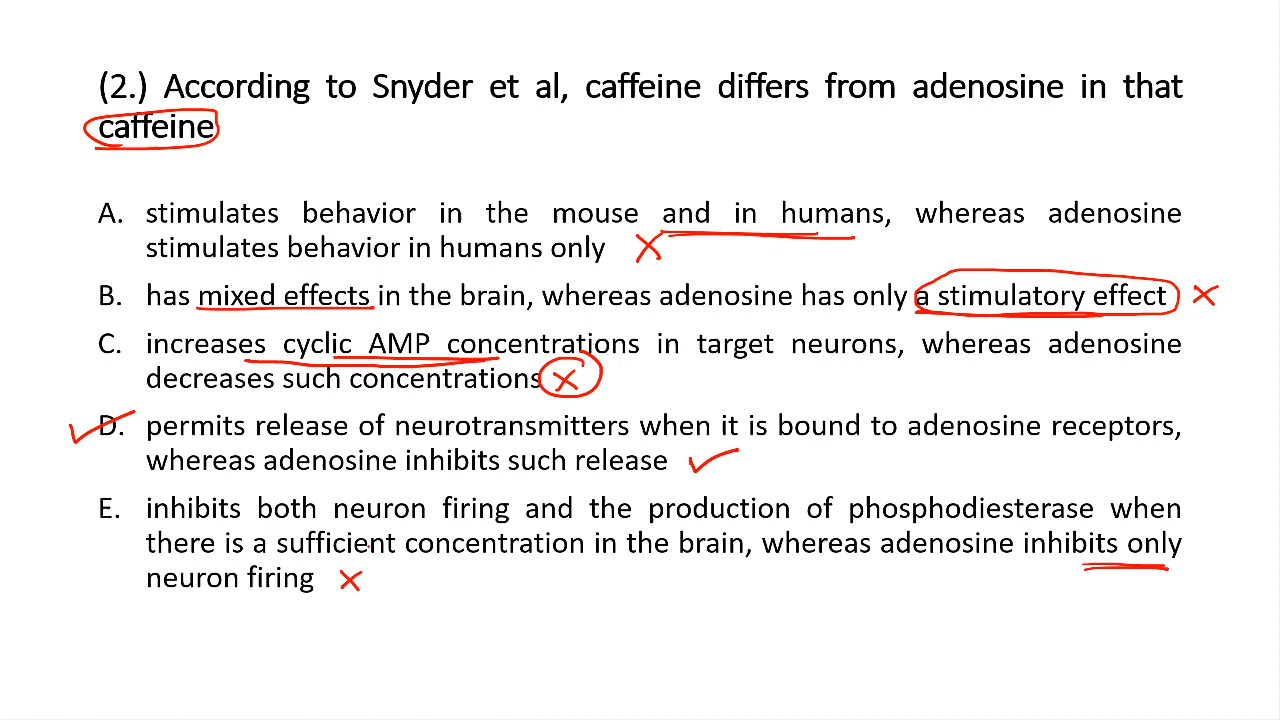 (2.) According to Snyder et al, caffeine differs from adenosine in that
caffeine
A. stimulates behavior in the mouse and in humans, whereas adenosine
stimulates behavior in humans only
B. has mixed effects in the brain, whereas adenosine has only a stimulatory effect
C. increases cyclic AMP concentrations in target neurons, whereas adenosine
decreases such concentrations
D. permits release of neurotransmitters when it is bound to adenosine receptors,
whereas adenosine inhibits such release
E. inhibits both neuron firing and the production of phosphodiesterase when
there is a sufficient concentration in the brain, whereas adenosine inhibits only
neuron firing